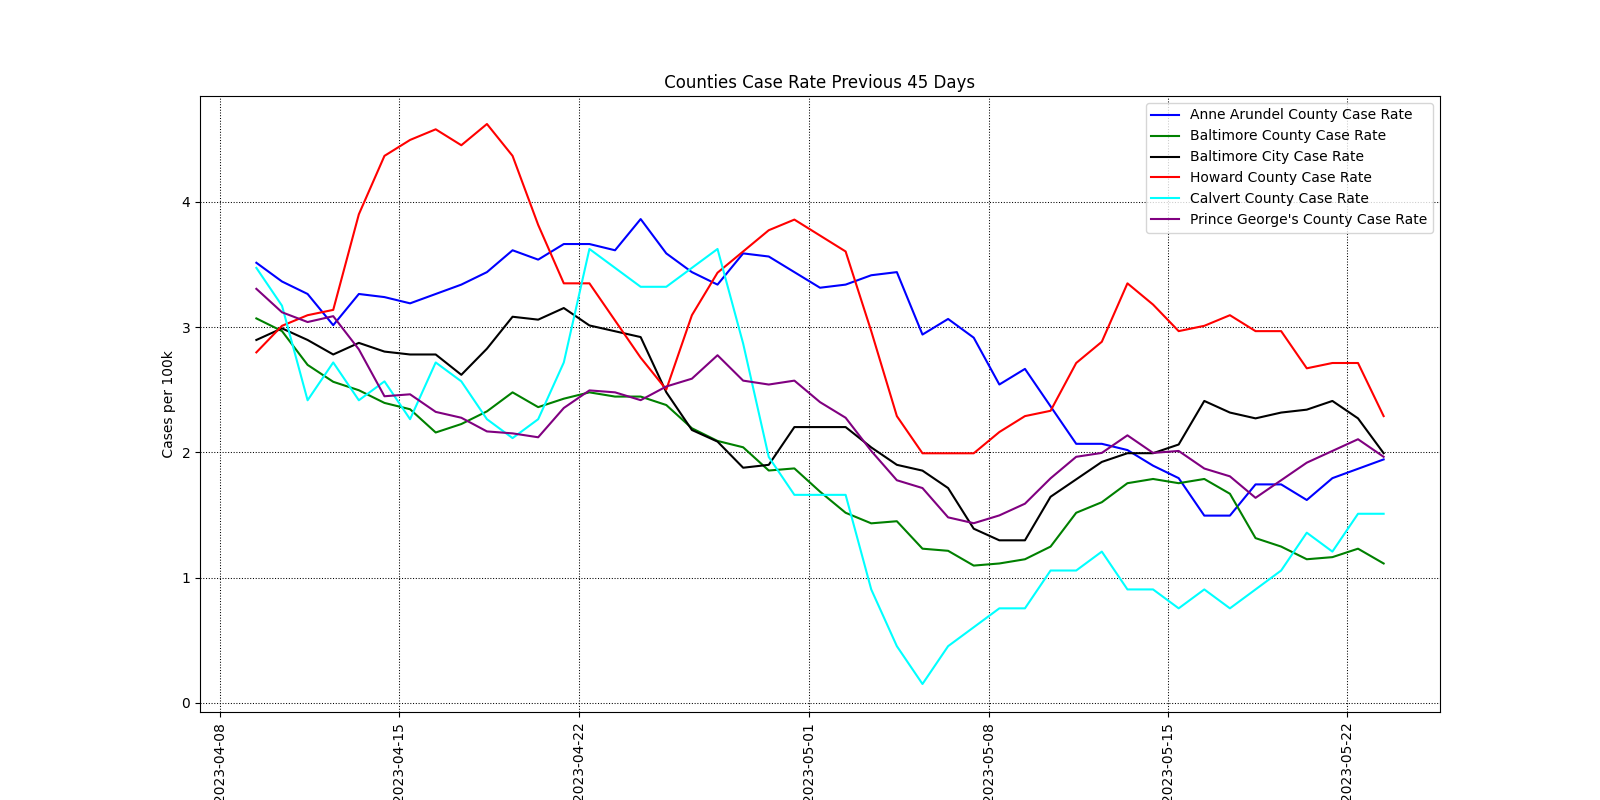 Counties Case Rate Previous 45 Days
Anne Arundel County Case Rate
Baltimore County Case Rate
Baltimore City Case Rate
Howard County Case Rate
Calvert County Case Rate
Prince George's County Case Rate
Cases per 100k
4
3
2
1
0
2023-04-08
2023-04-15
2023-04-22
2023-05-01
2023-05-08
2023-05-15
2023-05-22